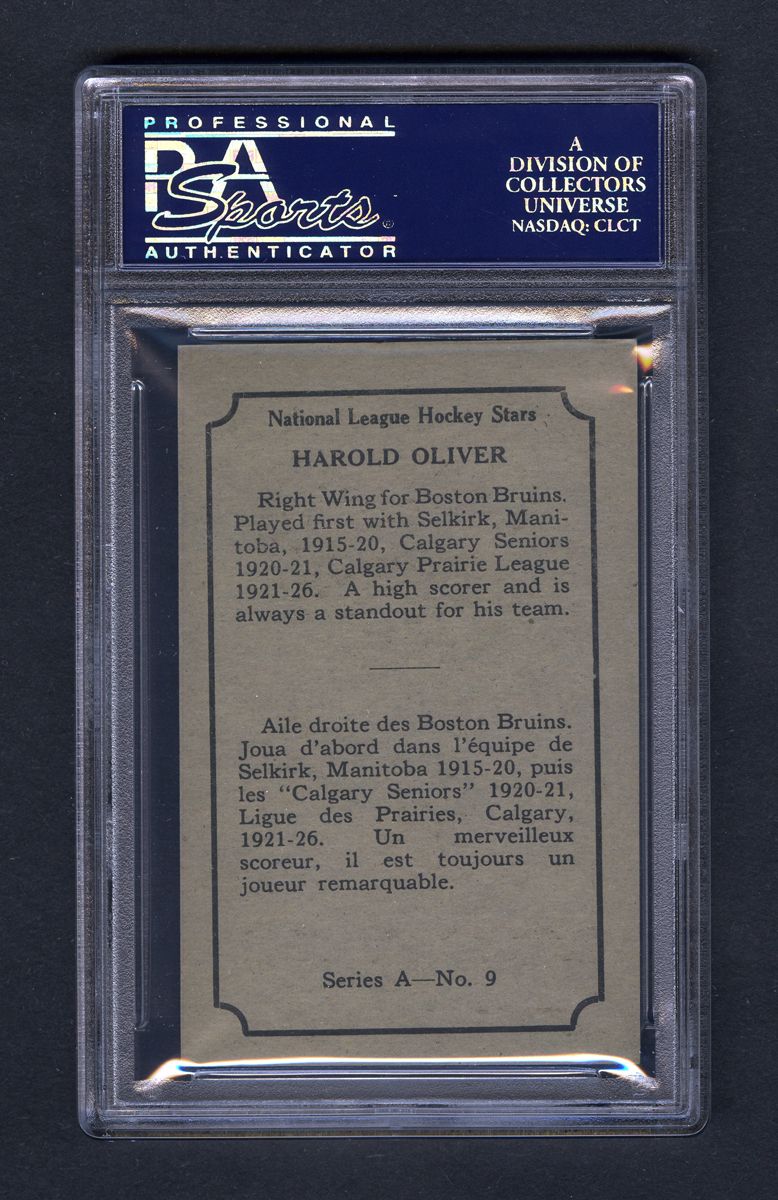 PROFESSIONAL
PSA
Sports®
AUTHENTICATOR
A
DIVISION OF
COLLECTORS
UNIVERSE
NASDAQ: CLCT
National League Hockey Stars
HAROLD OLIVER
Right Wing for Boston Bruins.
Played first with Selkirk, Mani-
toba, 1915-20, Calgary Seniors
1920-21, Calgary Prairie League
1921-26. A high scorer and is
always a standout for his team.
Aile droite des Boston Bruins.
Joua d'abord dans l'équipe de
Selkirk, Manitoba 1915-20, puis
les "Calgary Seniors" 1920-21,
Ligue des Prairies, Calgary,
1921-26. Un merveilleux
scoreur, il est toujours un
joueur remarquable.
Series A—No. 9